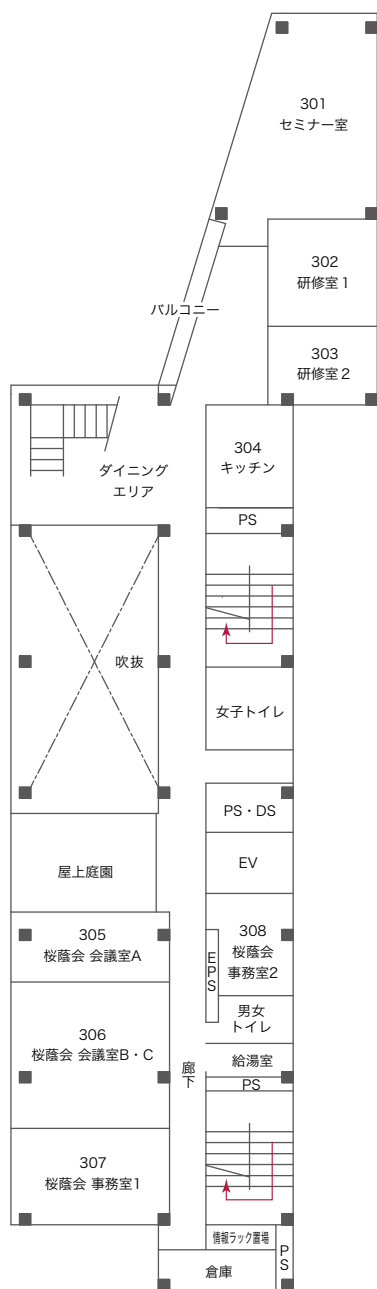 301
セミナー室
302
研修室1
バルコニー
303
研修室2
304
キッチン
ダイニング
エリア
PS
吹抜
女子トイレ
PS・DS
EV
屋上庭園
305
桜蔭会 会議室A
308
桜蔭会
事務室2
EPS
男女
トイレ
306
桜蔭会 会議室B・C
給湯室
廊下
PS
307
桜蔭会 事務室1
情報ラック置場
PS
倉庫